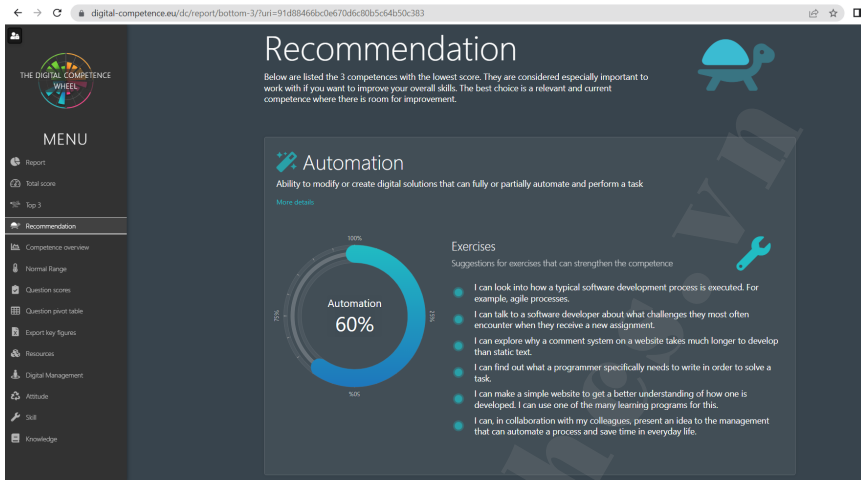 digital-competence.eu/dc/report/bottom-3/?uri=91d88466bc0e670d6c80b5c64b50c383
THE DIGITAL COMPETENCE
WHEEL
MENU
Report
Total score
Top 3
Recommendation
Competence overview
Normal Range
Question scores
Question pivot table
Export key figures
Resources
Digital Management
Attitude
Skill
Knowledge
Recommendation
Below are listed the 3 competences with the lowest score. They are considered especially important to
work with if you want to improve your overall skills. The best choice is a relevant and current
competence where there is room for improvement.
Automation
Ability to modify or create digital solutions that can fully or partially automate and perform a task
More details
100%
75%
Automation
60%
25%
50%
Exercises
Suggestions for exercises that can strengthen the competence
I can look into how a typical software development process is executed. For
example, agile processes.
I can talk to a software developer about what challenges they most often
encounter when they receive a new assignment.
I can explore why a comment system on a website takes much longer to develop
than static text.
I can find out what a programmer specifically needs to write in order to solve a
task.
I can make a simple website to get a better understanding of how one is
developed. I can use one of the many learning programs for this.
I can, in collaboration with my colleagues, present an idea to the management
that can automate a process and save time in everyday life.